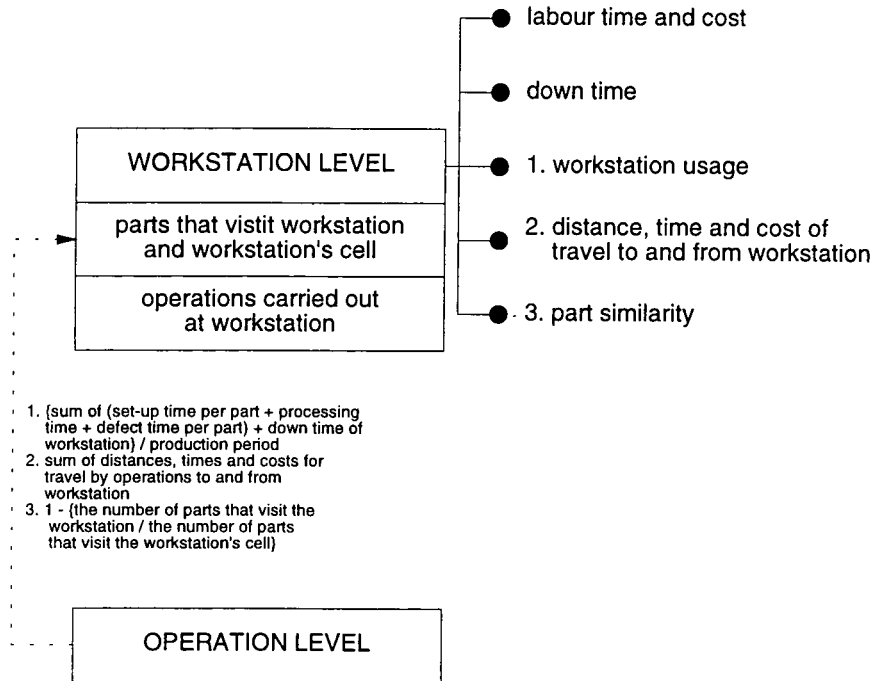 labour time and cost
down time
WORKSTATION LEVEL
1. workstation usage
parts that vistit workstation
and workstation's cell
2. distance, time and cost of
travel to and from workstation
operations carried out
at workstation
3. part similarity
1. {sum of (set-up time per part + processing
time + defect time per part) + down time of
workstation} / production period
2. sum of distances, times and costs for
travel by operations to and from
workstation
3. 1 - {the number of parts that visit the
workstation / the number of parts
that visit the workstation's cell}
OPERATION LEVEL